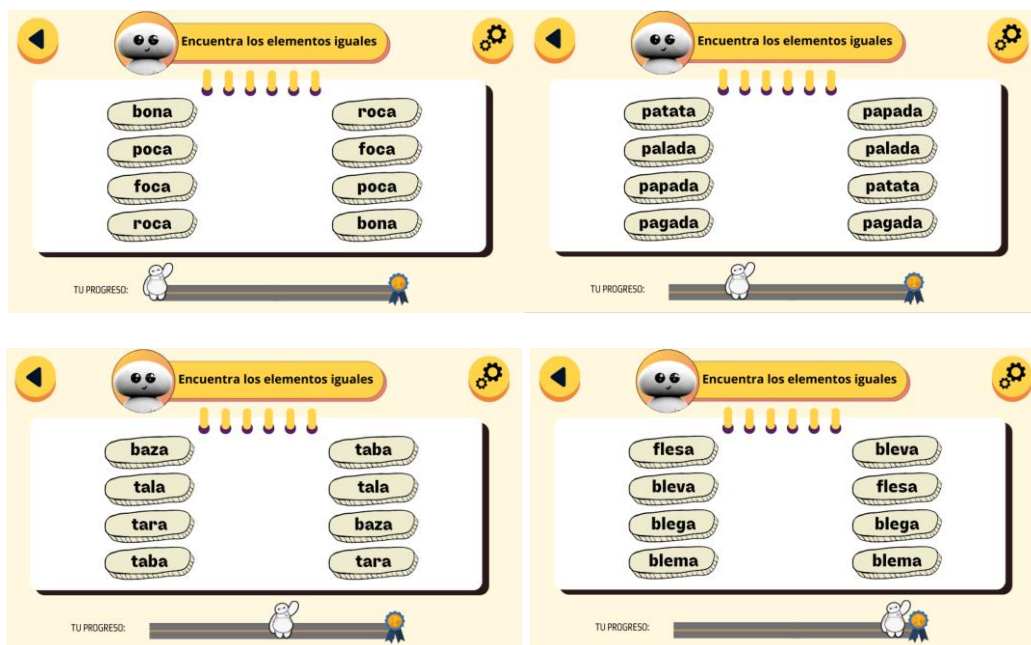 Encuentra los elementos iguales
bona roca
poca foca
foca poca
roca bona
TU PROGRESO:
Encuentra los elementos iguales
patata papada
palada palada
papada patata
pagada pagada
TU PROGRESO:
Encuentra los elementos iguales
baza taba
tala tala
tara baza
taba tara
TU PROGRESO:
Encuentra los elementos iguales
flesa bleva
bleva flesa
blega blega
blema blema
TU PROGRESO: